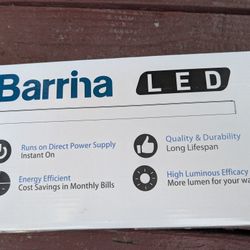 Barrina LED
Runs on Direct Power Supply
Instant On
Quality & Durability
Long Lifespan
Energy Efficient
Cost Savings in Monthly Bills
High Luminous Efficacy
More lumen for your